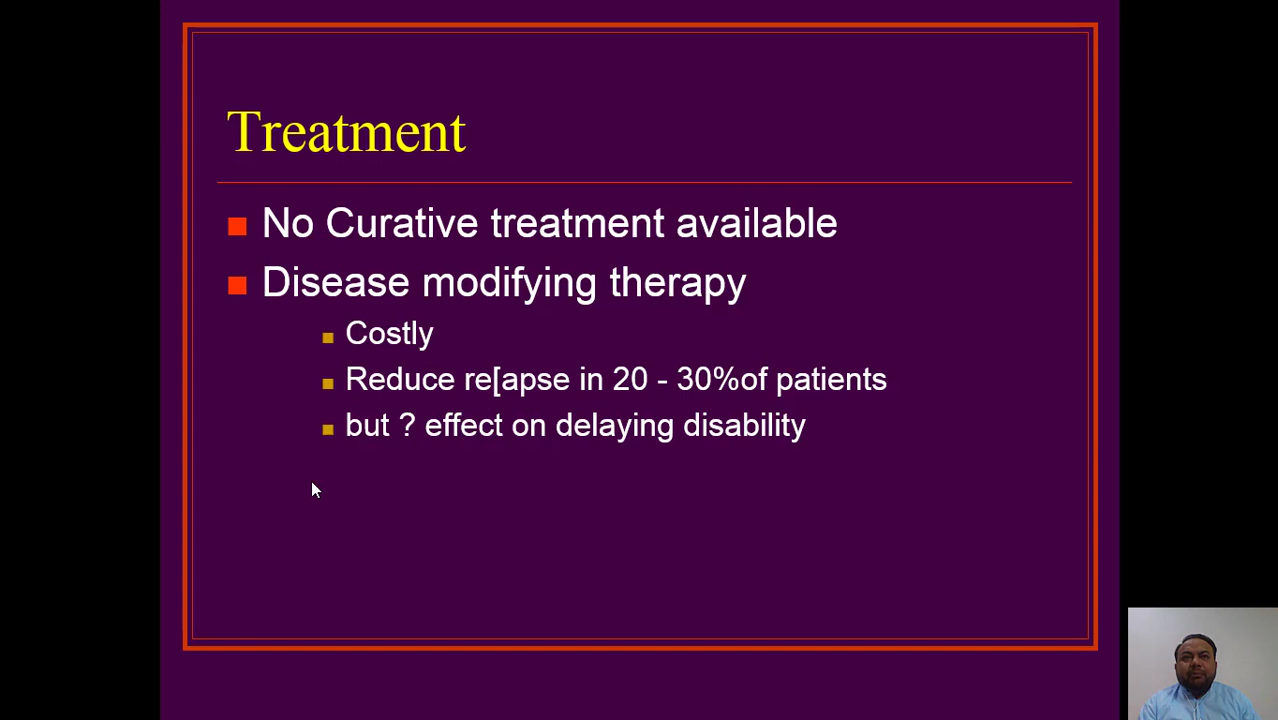 Treatment
No Curative treatment available
Disease modifying therapy
Costly
Reduce re[apse in 20 - 30%of patients
but ? effect on delaying disability